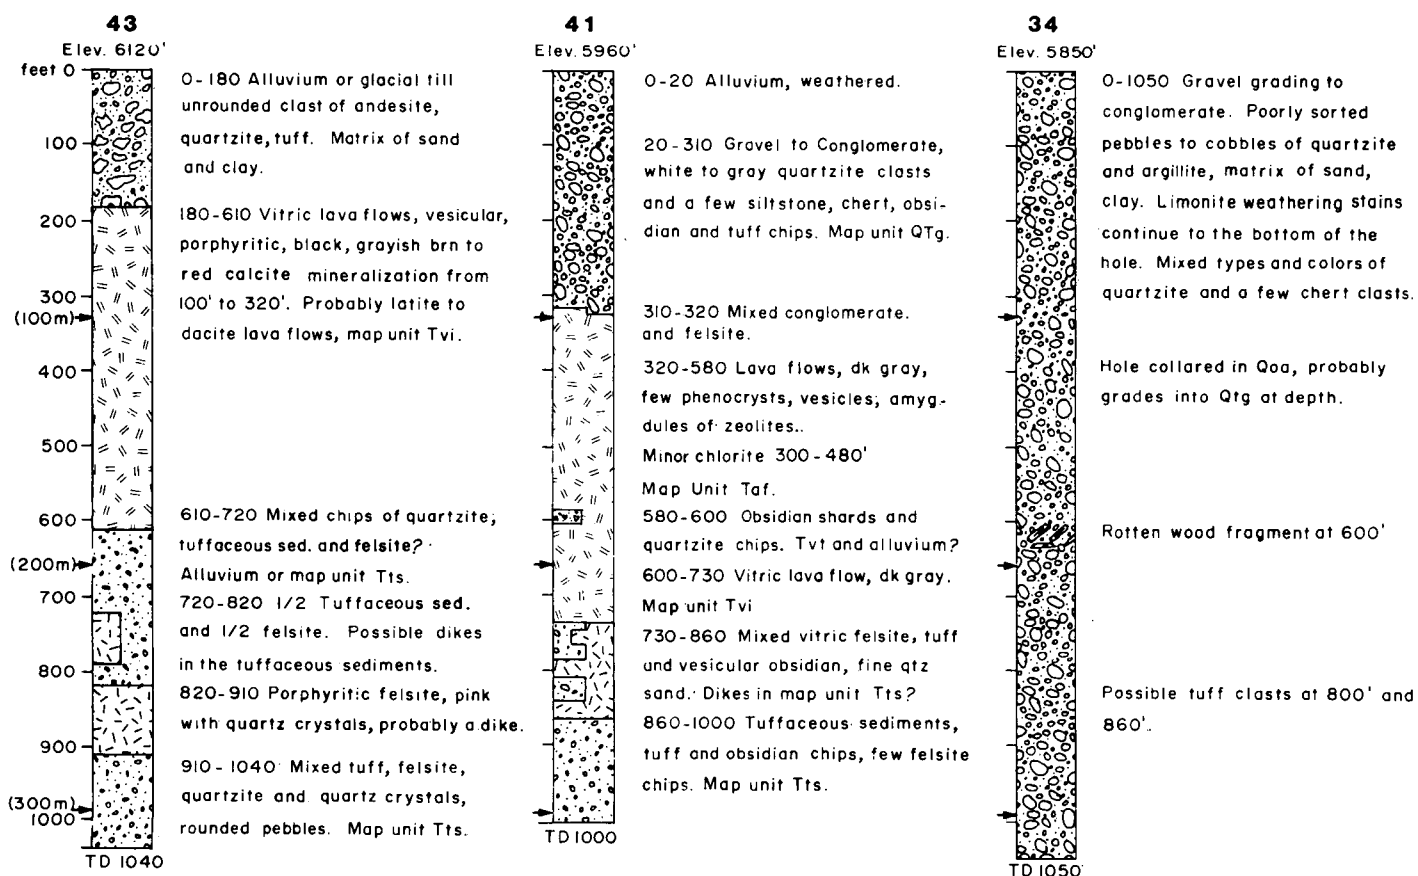 43
Elev. 6120'
feet 0
100
200
300
(100m)
400
500
600
(200m)
700
800
900
(300m)
1000
TD 1040
0-180 Alluvium or glacial till
unrounded clast of andesite,
quartzite, tuff. Matrix of sand
and clay.
180-610 Vitric lava flows, vesicular,
porphyritic, black, grayish brn to
red calcite mineralization from
100' to 320'. Probably latite to
dacite lava flows, map unit Tvi.
610-720 Mixed chips of quartzite,
tuffaceous sed. and felsite?
Alluvium or map unit Tts.
720-820 1/2 Tuffaceous sed.
and 1/2 felsite. Possible dikes
in the tuffaceous sediments.
820-910 Porphyritic felsite, pink
with quartz crystals, probably a dike.
910-1040 Mixed tuff, felsite,
quartzite and quartz crystals,
rounded pebbles. Map unit Tts.
41
Elev. 5960'
TD 1000
0-20 Alluvium, weathered.
20-310 Gravel to Conglomerate,
white to gray quartzite clasts
and a few siltstone, chert, obsi-
dian and tuff chips. Map unit QTg.
310-320 Mixed conglomerate.
and felsite.
320-580 Lava flows, dk gray,
few phenocrysts, vesicles; amyg-
dules of zeolites..
Minor chlorite 300-480'
Map Unit Taf.
580-600 Obsidian shards and
quartzite chips. Tvt and alluvium?
600-730 Vitric lava flow, dk gray.
Map unit Tvi
730-860 Mixed vitric felsite, tuff
and vesicular obsidian, fine qtz
sand. Dikes in map unit Tts?
860-1000 Tuffaceous sediments,
tuff and obsidian chips, few felsite
chips. Map unit Tts.
34
Elev. 5850'
TD 1050'
0-1050 Gravel grading to
conglomerate. Poorly sorted
pebbles to cobbles of quartzite
and argillite, matrix of sand,
clay. Limonite weathering stains
continue to the bottom of the
hole. Mixed types and colors of
quartzite and a few chert clasts.
Hole collared in Qoa, probably
grades into Qtg at depth.
Rotten wood fragment at 600'
Possible tuff clasts at 800' and
860'.